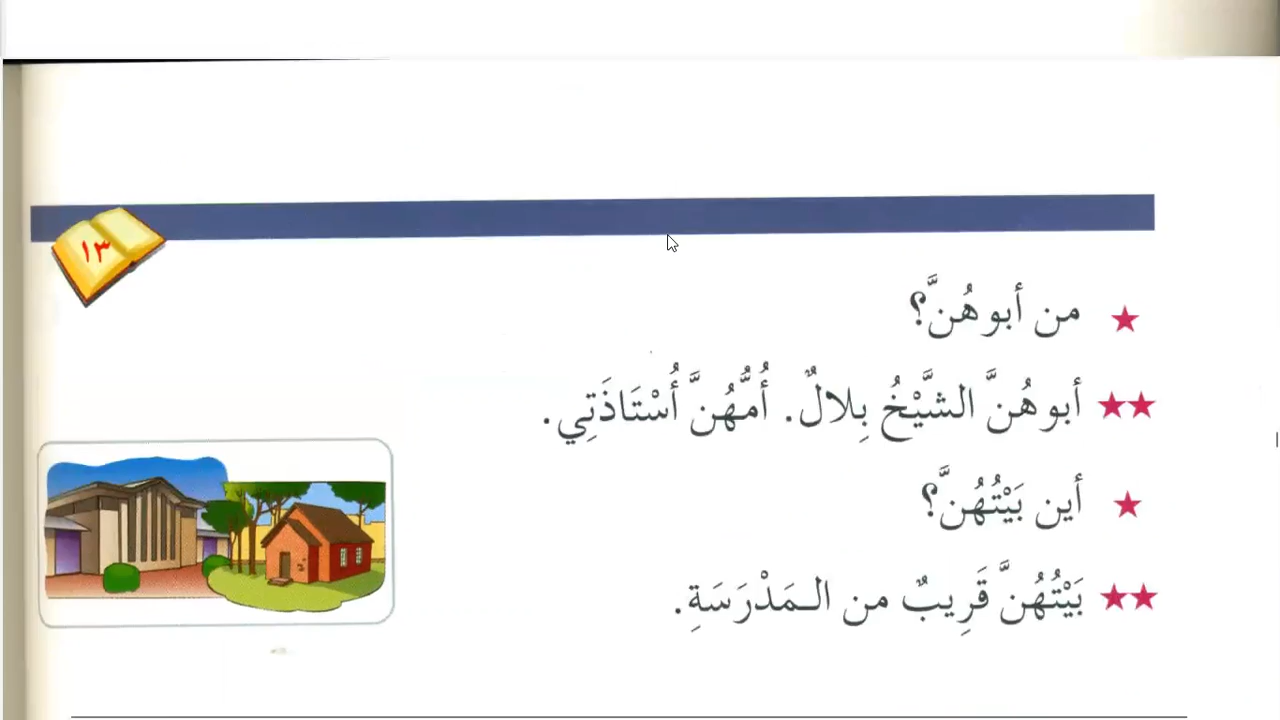 ١٣
★ من أبوهُنَّ؟
★★ أبوهُنَّ الشَّيْخُ بِلالٌ. أُمُّهُنَّ أُسْتَاذَتِي.
★ أين بَيْتُهُنَّ؟
★★ بَيْتُهُنَّ قَرِيبٌ من الـمَدْرَسَةِ.